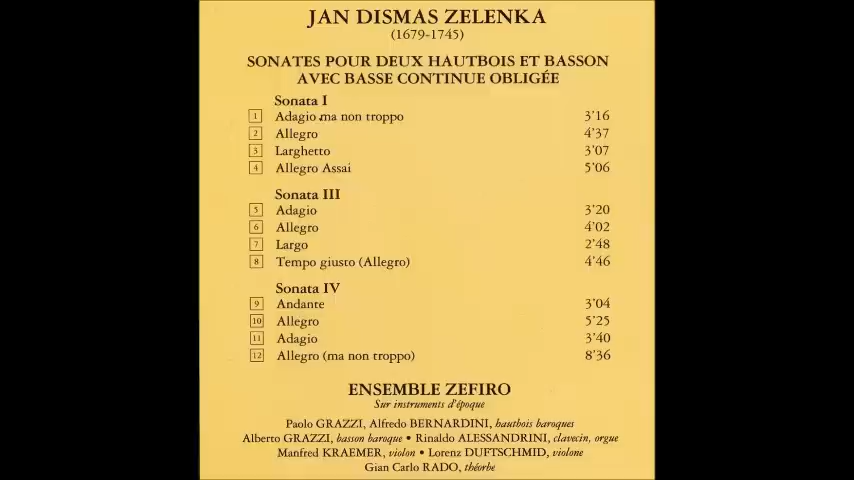 JAN DISMAS ZELENKA
(1679-1745)
SONATES POUR DEUX HAUTBOIS ET BASSON
AVEC BASSE CONTINUE OBLIGÉE
Sonata I
1 Adagio ma non troppo 3'16
2 Allegro 4'37
3 Larghetto 3'07
4 Allegro Assai 5'06
Sonata III
5 Adagio 3'20
6 Allegro 4'02
7 Largo 2'48
8 Tempo giusto (Allegro) 4'46
Sonata IV
9 Andante 3'04
10 Allegro 5'25
11 Adagio 3'40
12 Allegro (ma non troppo) 8'36
ENSEMBLE ZEFIRO
Sur instruments d'époque
Paolo GRAZZI, Alfredo BERNARDINI, hautbois baroques
Alberto GRAZZI, basson baroque • Rinaldo ALESSANDRINI, clavecin, orgue
Manfred KRAEMER, violon • Lorenz DUFTSCHMID, violone
Gian Carlo RADO, théorbe